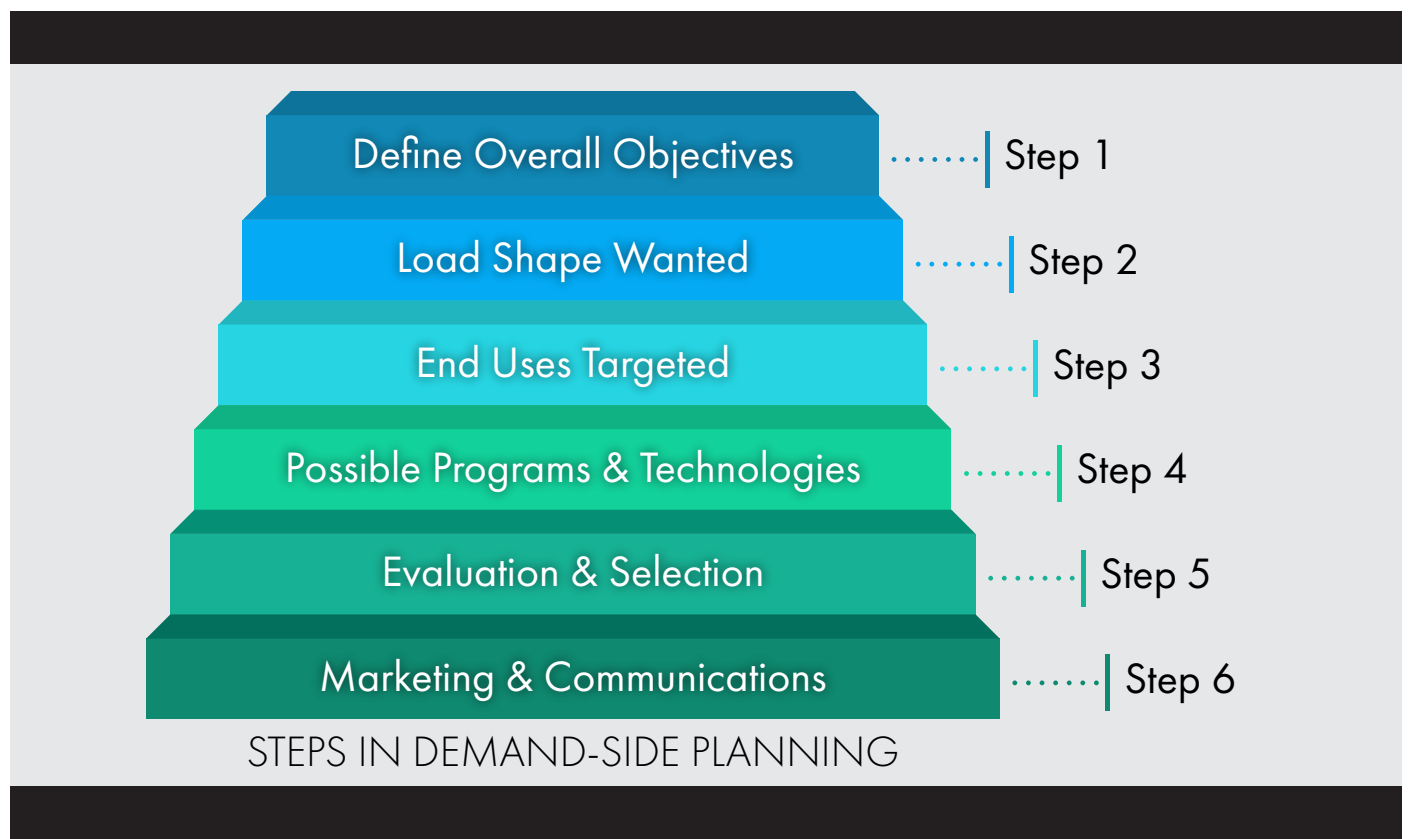 Define Overall Objectives
Step 1
Load Shape Wanted
Step 2
End Uses Targeted
Step 3
Possible Programs & Technologies
Step 4
Evaluation & Selection
Step 5
Marketing & Communications
Step 6
STEPS IN DEMAND-SIDE PLANNING